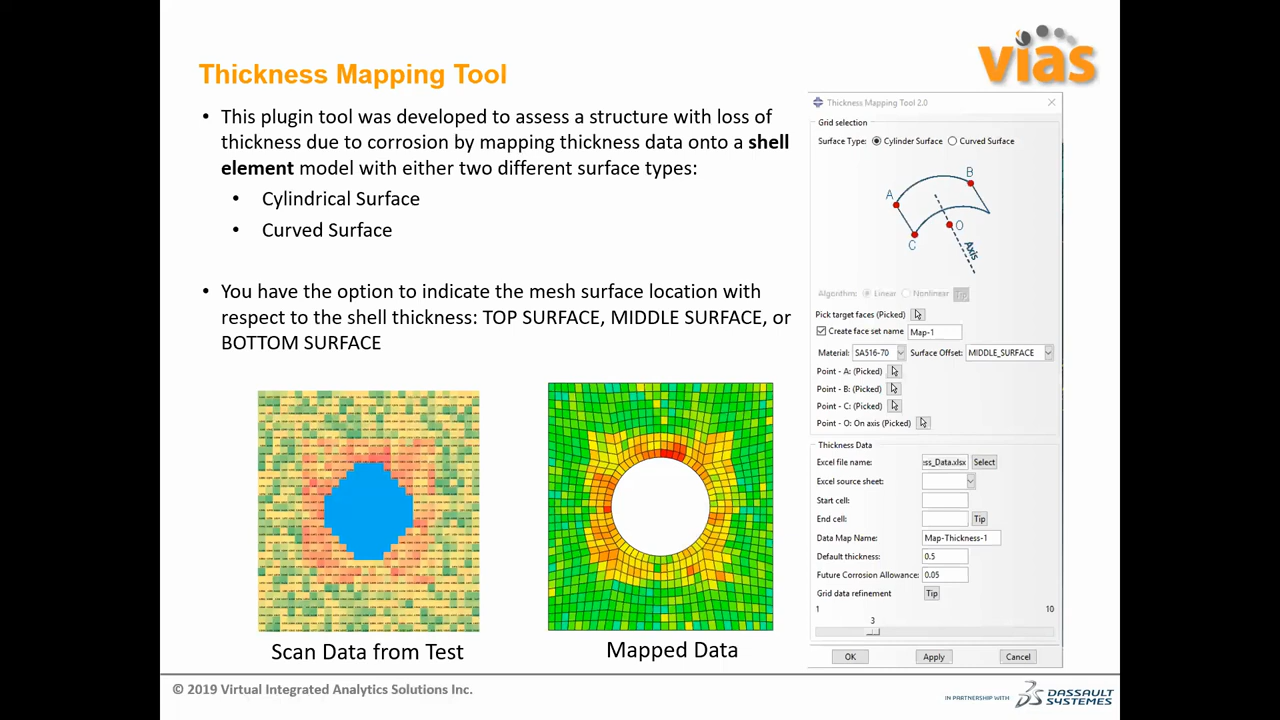 vias
Thickness Mapping Tool
• This plugin tool was developed to assess a structure with loss of
thickness due to corrosion by mapping thickness data onto a shell
element model with either two different surface types:
• Cylindrical Surface
• Curved Surface
• You have the option to indicate the mesh surface location with
respect to the shell thickness: TOP SURFACE, MIDDLE SURFACE, or
BOTTOM SURFACE
Scan Data from Test
Mapped Data
Thickness Mapping Tool 2.0
Grid selection
Surface Type: Cylinder Surface Curved Surface
A
B
C
O
Axis
Algorithm: Linear Nonlinear Tip
Pick target faces (Picked)
Create face set name Map-1
Material: SA516-70 Surface Offset: MIDDLE_SURFACE
Point - A: (Picked)
Point - B: (Picked)
Point - C: (Picked)
Point - O: On axis (Picked)
Thickness Data
Excel file name: ess_Data.xlsx Select
Excel source sheet:
Start cell:
End cell: Tip
Data Map Name: Map-Thickness-1
Default thickness: 0.5
Future Corrosion Allowance: 0.05
Grid data refinement Tip
1 10
3
OK Apply Cancel
© 2019 Virtual Integrated Analytics Solutions Inc.
IN PARTNERSHIP WITH
DASSAULT
SYSTEMES